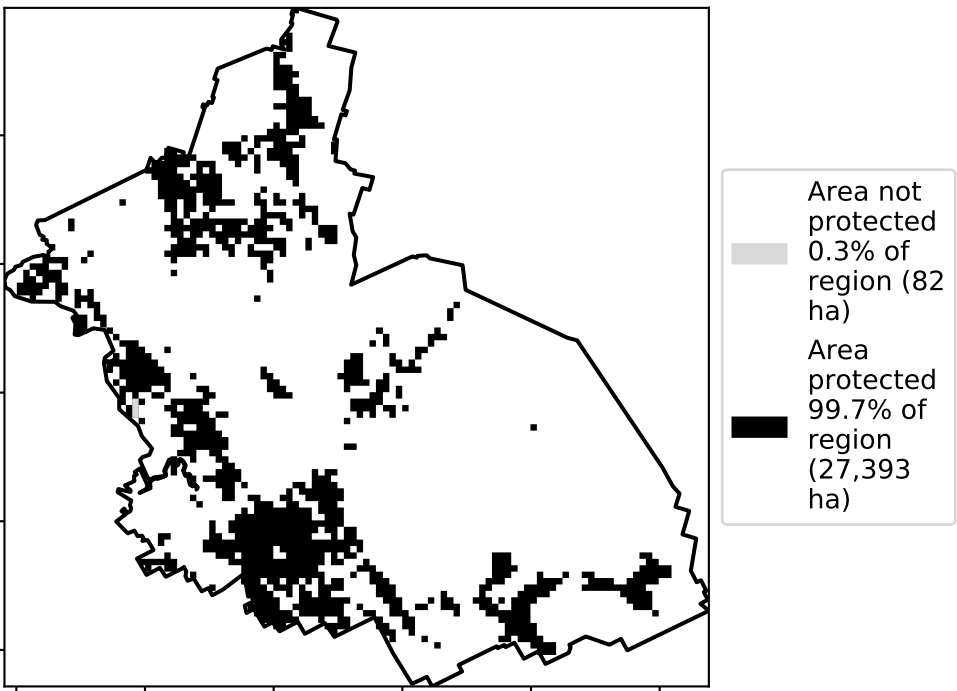 Area not
protected
0.3% of
region (82
ha)
Area
protected
99.7% of
region
(27,393
ha)